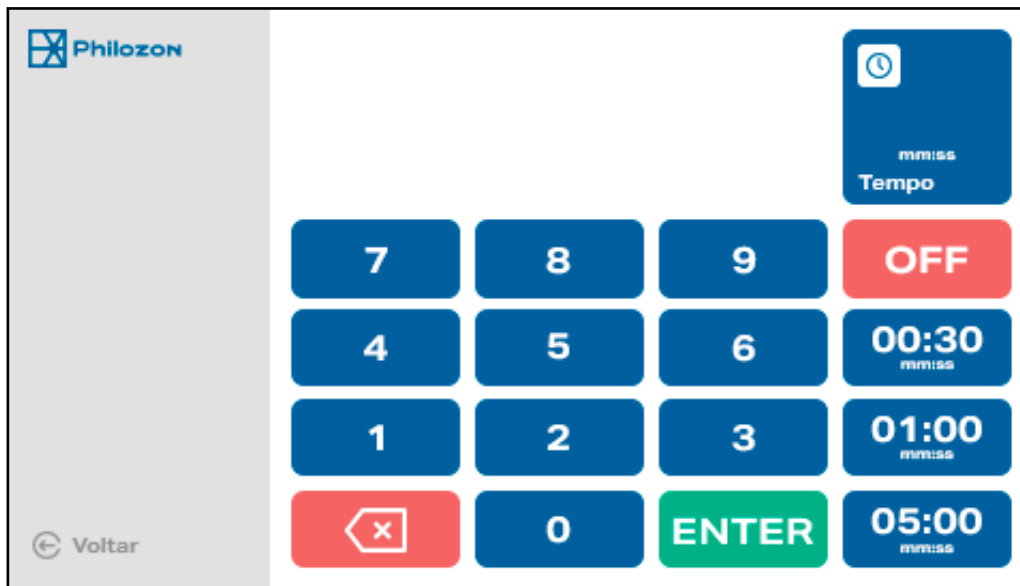 Philozon
mm:ss
Tempo
7 8 9 OFF
4 5 6 00:30
mm:ss
1 2 3 01:00
mm:ss
0 ENTER 05:00
mm:ss
Voltar